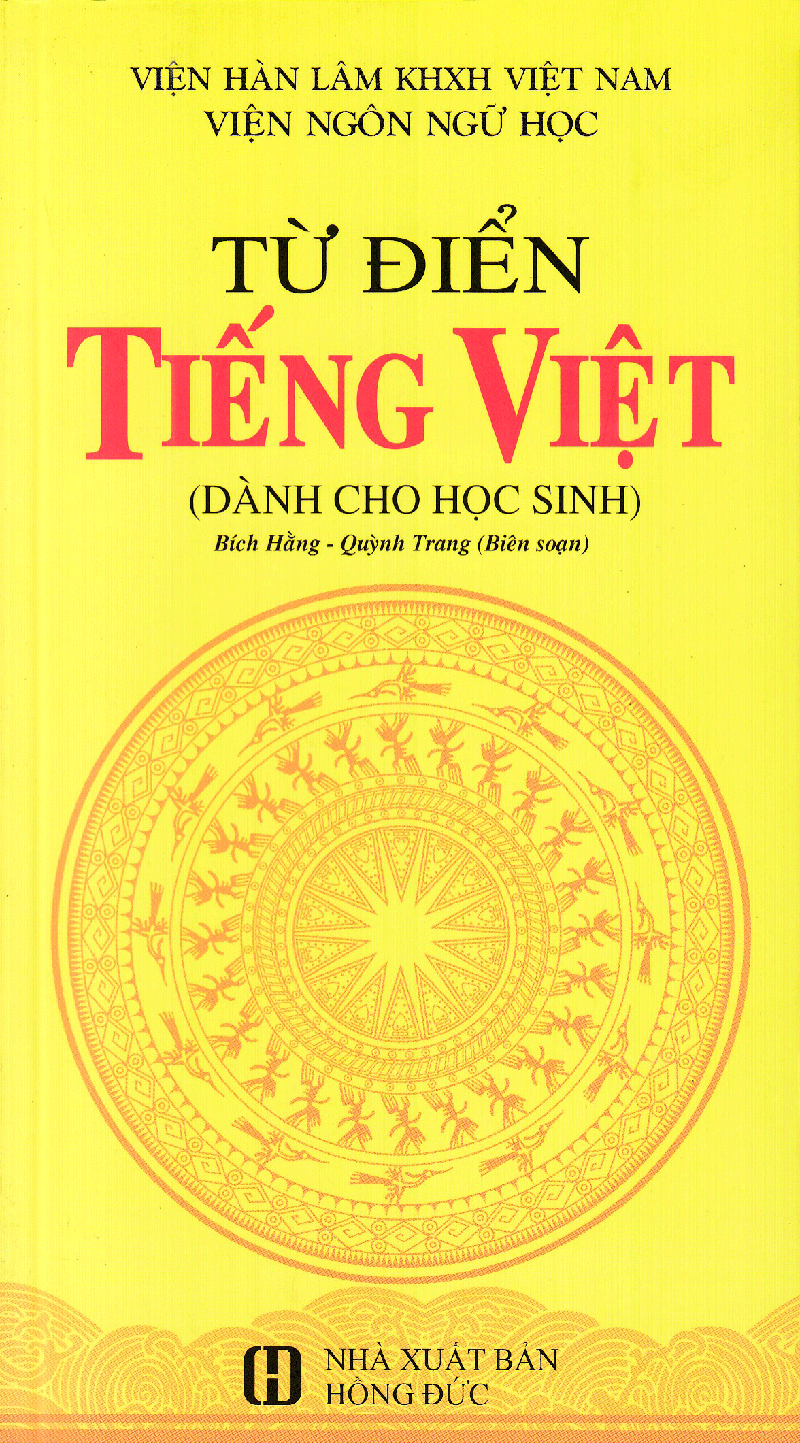 VIỆN HÀN LÂM KHXH VIỆT NAM
VIỆN NGÔN NGỮ HỌC
TỪ ĐIỂN
TIẾNG VIỆT
(DÀNH CHO HỌC SINH)
Bích Hằng - Quỳnh Trang (Biên soạn)
NHÀ XUẤT BẢN
HỒNG ĐỨC